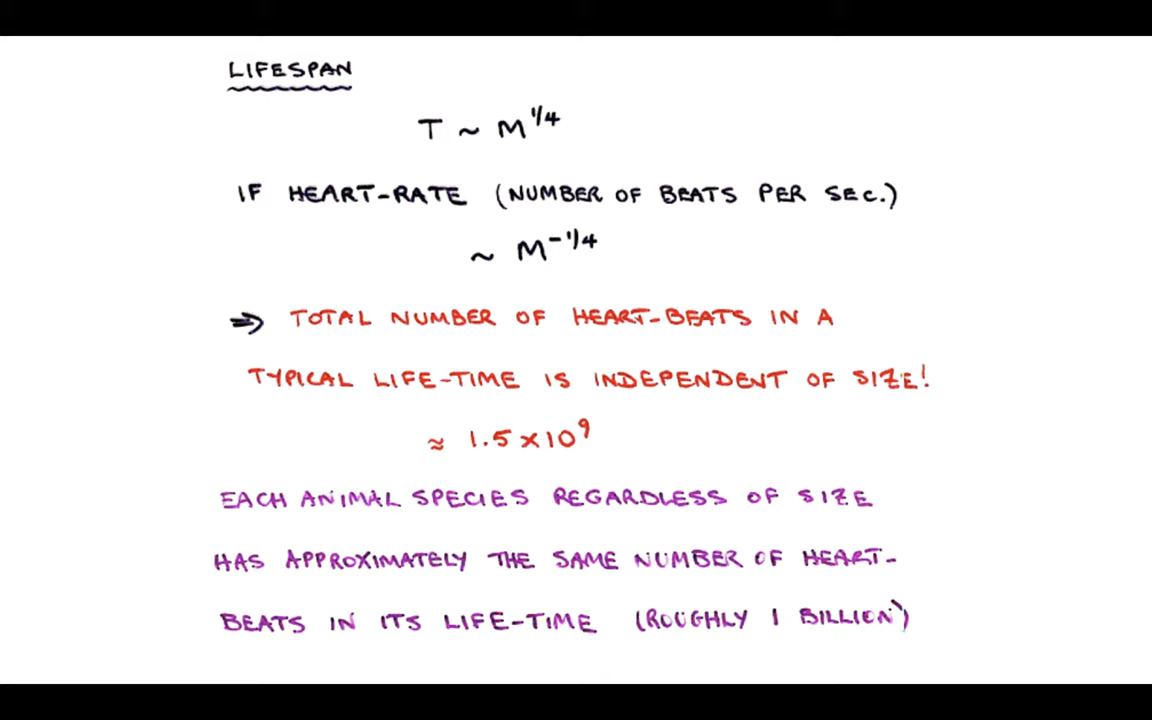 LIFESPAN
T ~ M^1/4
IF HEART-RATE (NUMBER OF BEATS PER SEC.)
~ M^-1/4
⇒ TOTAL NUMBER OF HEART-BEATS IN A
TYPICAL LIFE-TIME IS INDEPENDENT OF SIZE!
≈ 1.5×10^9
EACH ANIMAL SPECIES REGARDLESS OF SIZE
HAS APPROXIMATELY THE SAME NUMBER OF HEART-
BEATS IN ITS LIFE-TIME (ROUGHLY 1 BILLION)